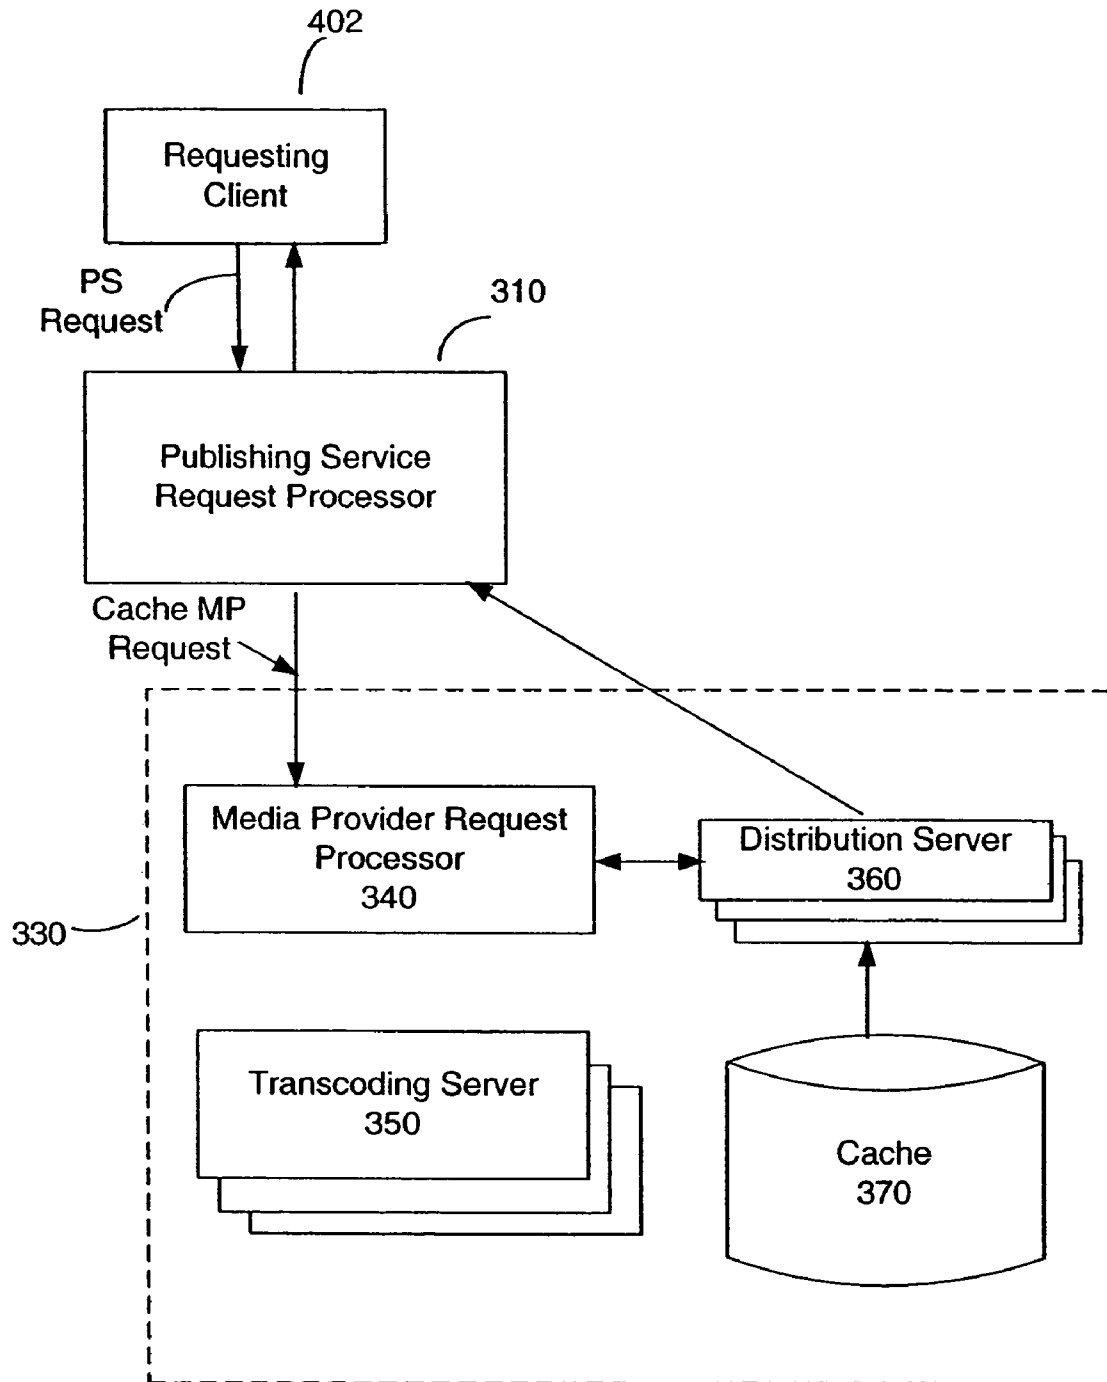 402
Requesting
Client
PS
Request
310
Publishing Service
Request Processor
Cache MP
Request
Media Provider Request
Processor
340
Distribution Server
360
330
Transcoding Server
350
Cache
370